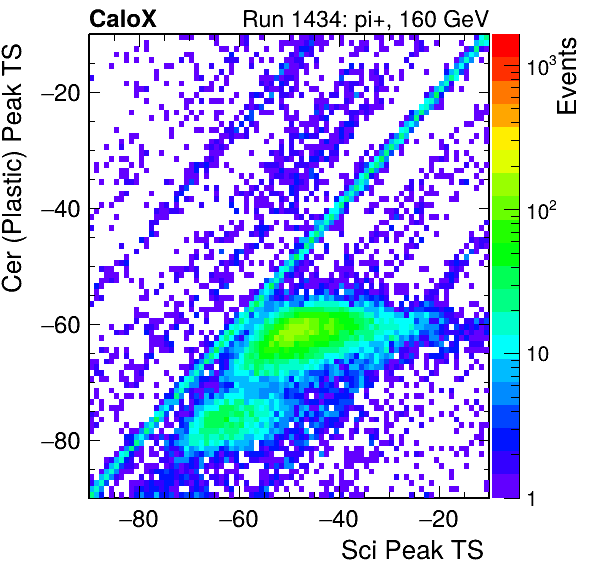 CaloX Run 1434: pi+, 160 GeV
Cer (Plastic) Peak TS
−20
−40
−60
−80
−80 −60 −40 −20
Sci Peak TS
Events
10³
10²
10
1